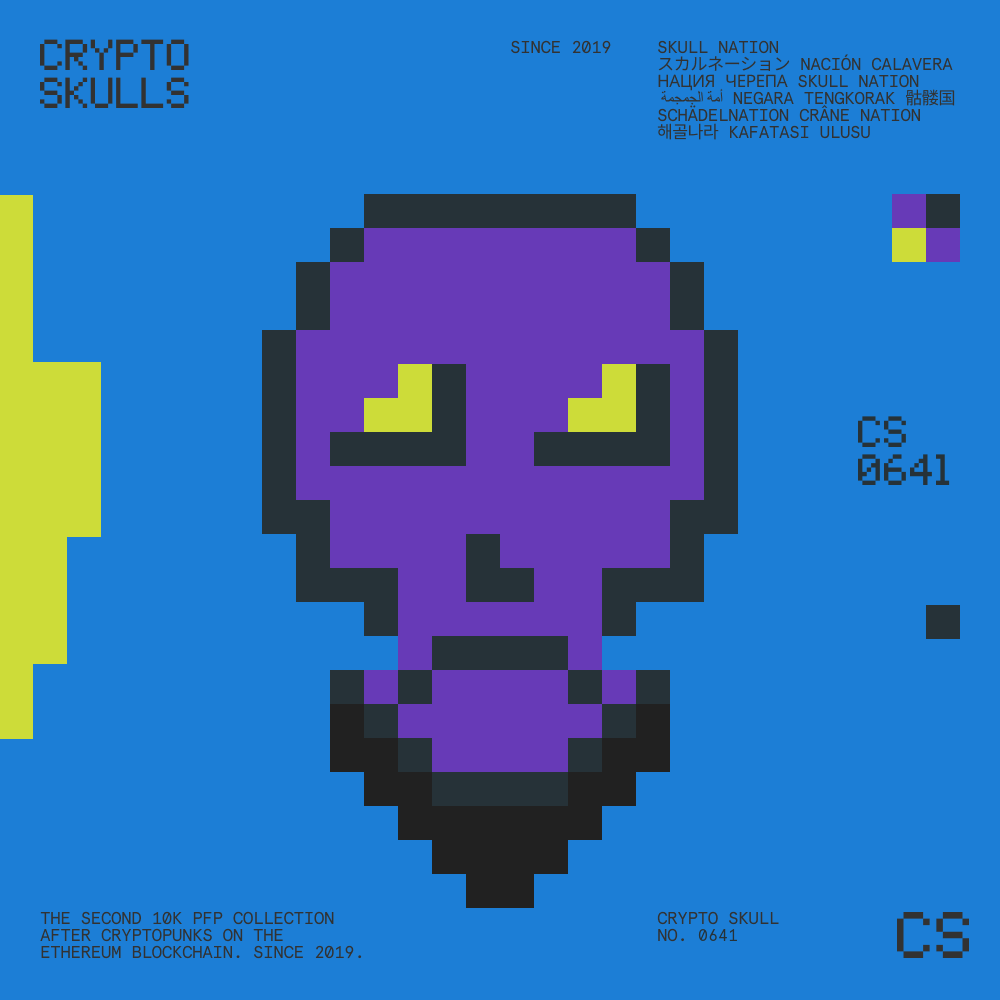 CRYPTO
SKULLS
SINCE 2019
SKULL NATION
スカルネーション NACIÓN CALAVERA
НАЦИЯ ЧЕРЕПА SKULL NATION
أمة الجمجمة NEGARA TENGKORAK 骷髅国
SCHÄDELNATION CRÂNE NATION
해골나라 KAFATASI ULUSU
CS
0641
THE SECOND 10K PFP COLLECTION
AFTER CRYPTOPUNKS ON THE
ETHEREUM BLOCKCHAIN. SINCE 2019.
CRYPTO SKULL
NO. 0641
CS